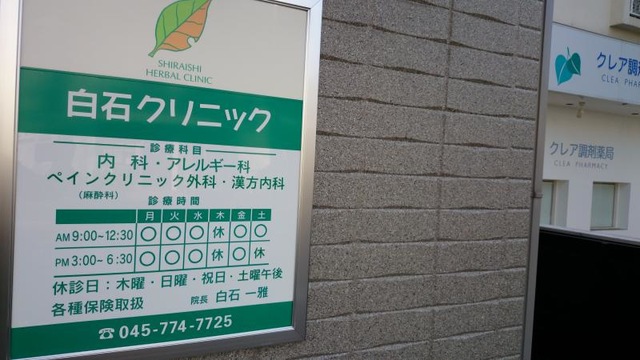 SHIRAISHI
HERBAL CLINIC
白石クリニック
診療科目
内科・アレルギー科
ペインクリニック外科・漢方内科
(麻酔科)
診療時間
月 火 水 木 金 土
AM 9:00~12:30 ○ ○ ○ 休 ○ ○
PM 3:00~6:30 ○ ○ ○ 休 ○ 休
休診日:木曜・日曜・祝日・土曜午後
各種保険取扱 院長 白石 一雅
☎045-774-7725
クレア調剤
CLEA PHAR
クレア調剤薬局
CLEA PHARMACY